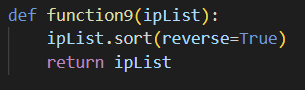 def function9(ipList):
    ipList.sort(reverse=True)
    return ipList